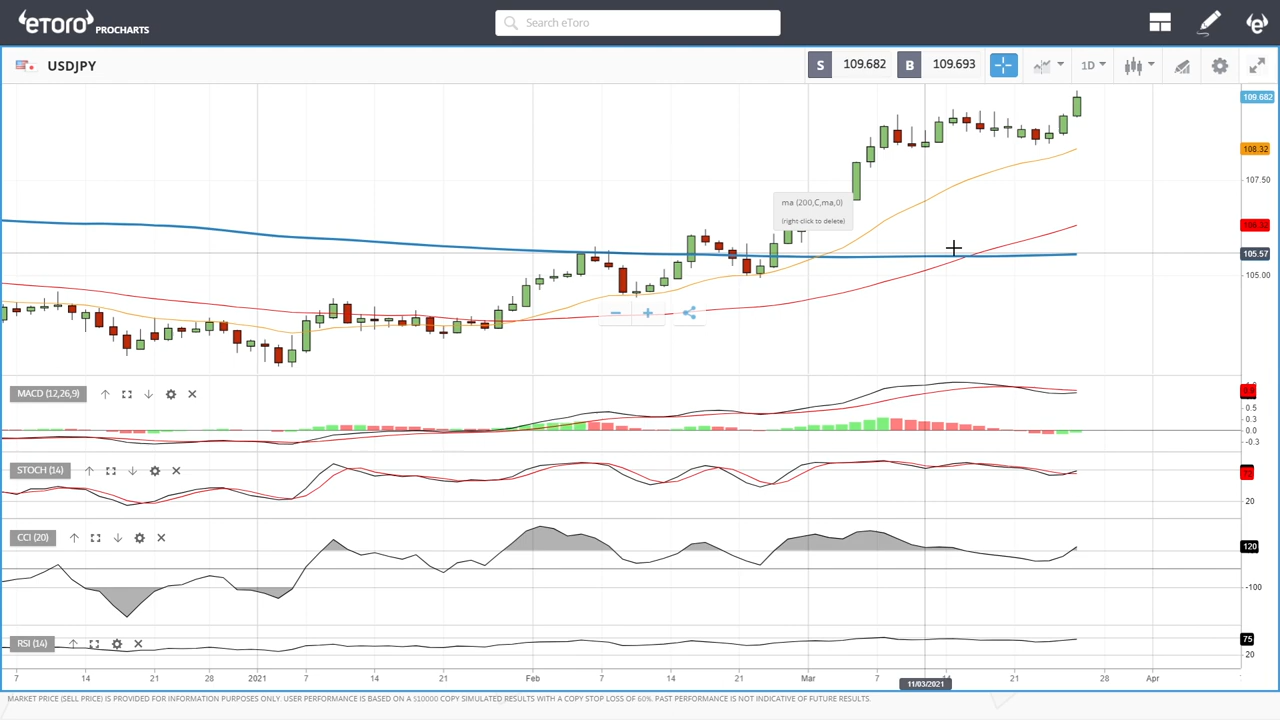 eToro PROCHARTS
Search eToro
USDJPY
S 109.682 B 109.693
1D
109.682
108.32
107.50
ma (200,C,ma,0)
(right click to delete)
105.57
105.00
MACD (12,26,9)
0.5
0.3
0.0
-0.3
STOCH (14)
20
CCI (20)
120
-100
RSI (14)
75
20
7 14 21 28 2021 7 14 21 28 Feb 7 14 21 Mar 7 14 21 28 Apr
11/03/2021
MARKET PRICE (SELL PRICE) IS PROVIDED FOR INFORMATION PURPOSES ONLY. USER PERFORMANCE IS BASED ON A $10000 COPY SIMULATED RESULTS WITH A COPY STOP LOSS OF 60%. PAST PERFORMANCE IS NOT INDICATIVE OF FUTURE RESULTS.